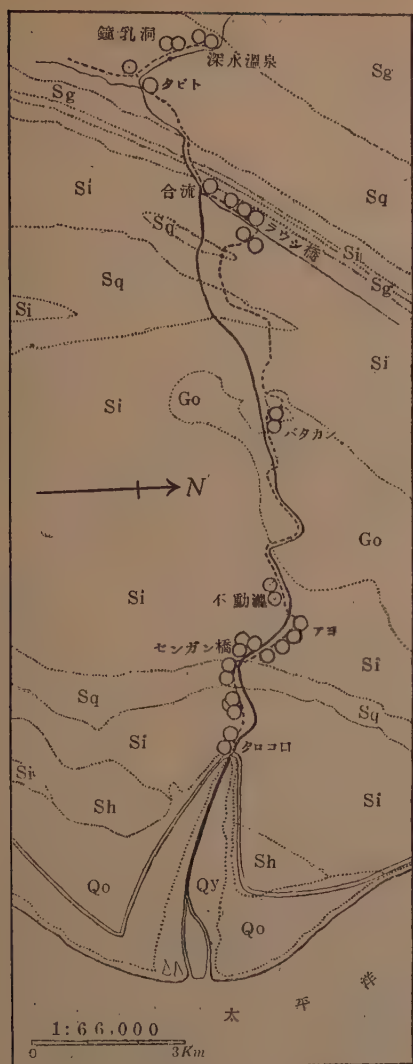 鐘乳洞
深水溫泉
タビト
Sg
Sg
Sq
合流
Si
ラウシ橋
Si
Sg
Sq
Sq
Si
Si
Si
Go
バタカン
N
Go
Si
不動瀧
アヨ
センガン橋
Si
Sq
Sq
タロコ口
Si
Si
Sh
Si
Sh
Qo
Qy
Qo
太平洋
1:66,000
0 3Km